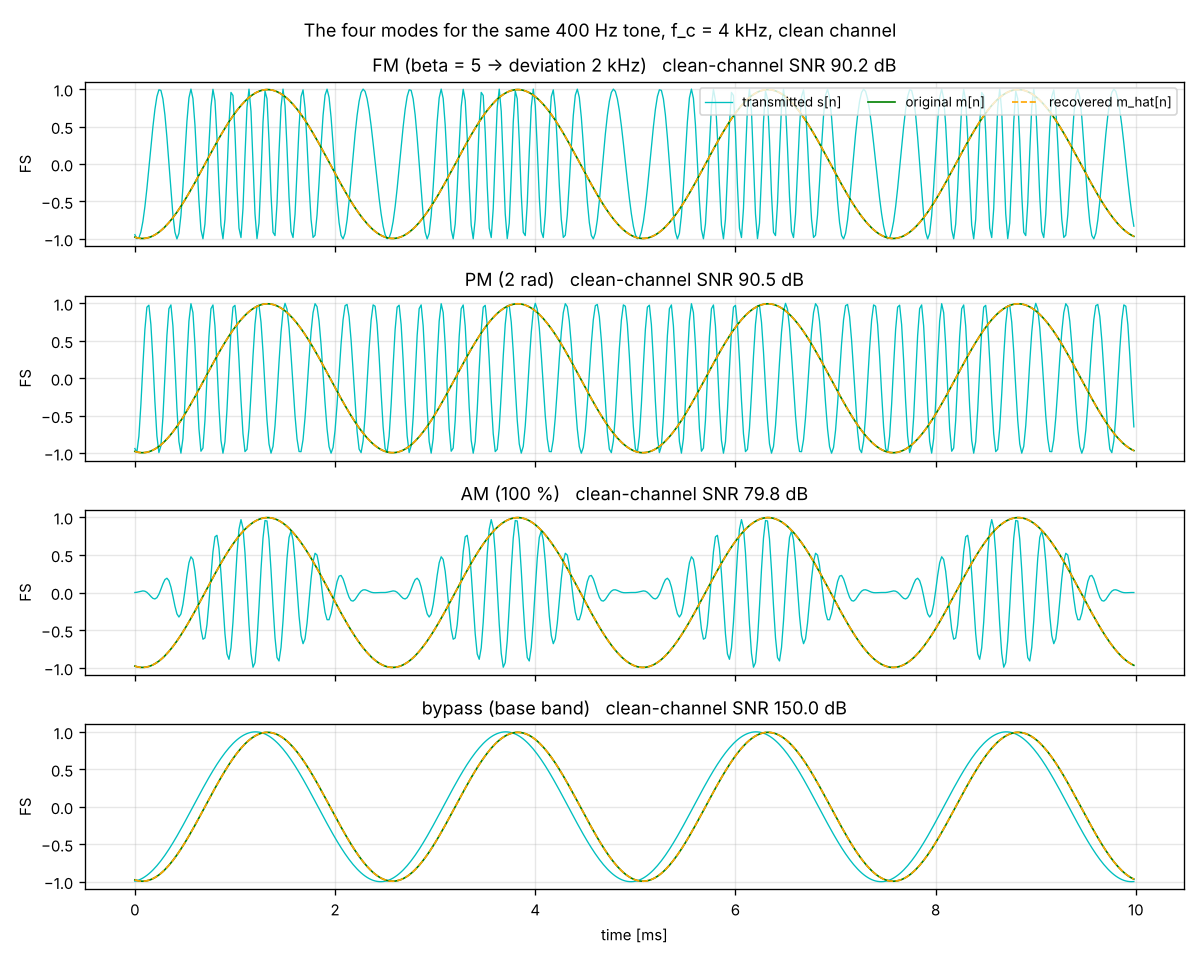 The four modes for the same 400 Hz tone, f_c = 4 kHz, clean channel
FM (beta = 5 → deviation 2 kHz)   clean-channel SNR 90.2 dB
transmitted s[n]   original m[n]   recovered m_hat[n]
1.0
0.5
0.0
−0.5
−1.0
FS
PM (2 rad)   clean-channel SNR 90.5 dB
1.0
0.5
0.0
−0.5
−1.0
FS
AM (100 %)   clean-channel SNR 79.8 dB
1.0
0.5
0.0
−0.5
−1.0
FS
bypass (base band)   clean-channel SNR 150.0 dB
1.0
0.5
0.0
−0.5
−1.0
FS
0 2 4 6 8 10
time [ms]